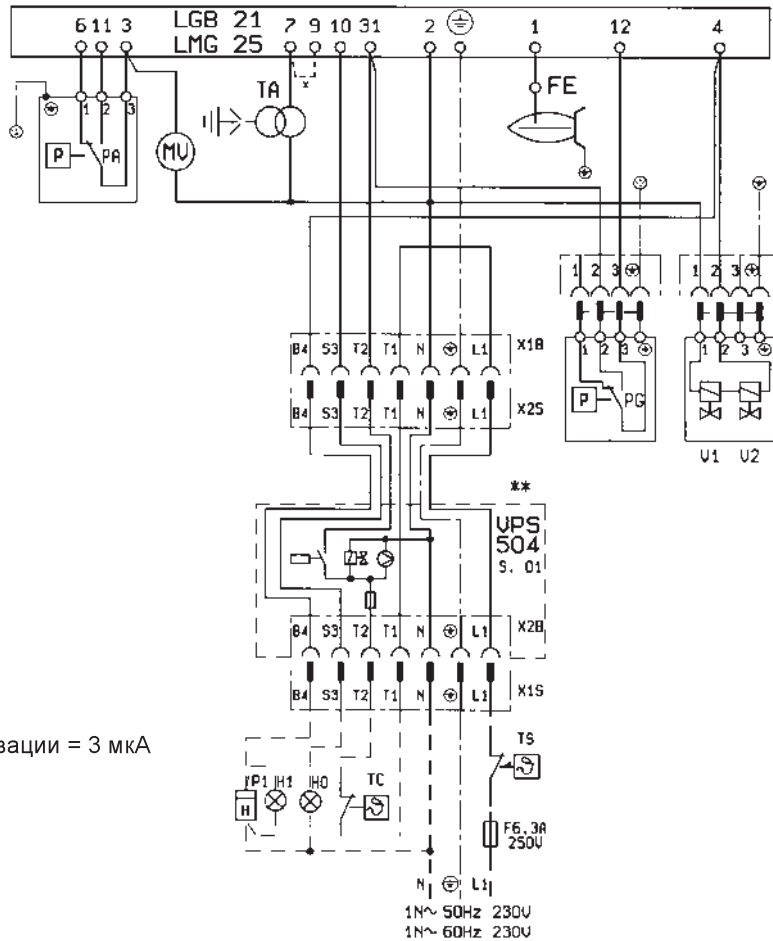 LGB 21
LMG 25
6 11 3 7 9 10 31 2 1 12 4
TA
x
FE
1 2 3
P PA
MV
1 2 3
1 2 3
B4 S3 T2 T1 N L1 X1B
B4 S3 T2 T1 N L1 X2S
1 2 3
P PG
1 2 3
V1 V2
**
VPS
504
S. 01
B4 S3 T2 T1 N L1 X2B
B4 S3 T2 T1 N L1 X1S
зации = 3 мкА
TS
P1 H1 H0 TC
H
F6.3A
250V
N L1
1N~ 50Hz 230V
1N~ 60Hz 230V